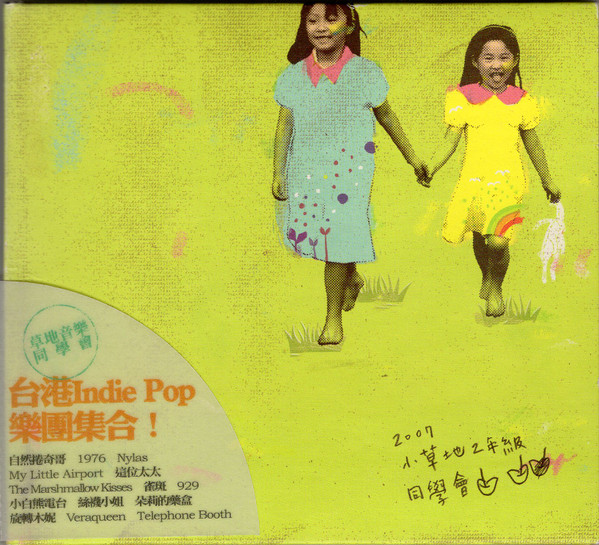 草地音樂
同學會
台港Indie Pop
樂團集合！
自然捲奇哥 1976 Nylas
My Little Airport 這位太太
The Marshmallow Kisses 雀斑 929
小白熊電台 絲襪小姐 朵莉的藥盒
旋轉木妮 Veraqueen Telephone Booth
2007
小草地2年級
同學會